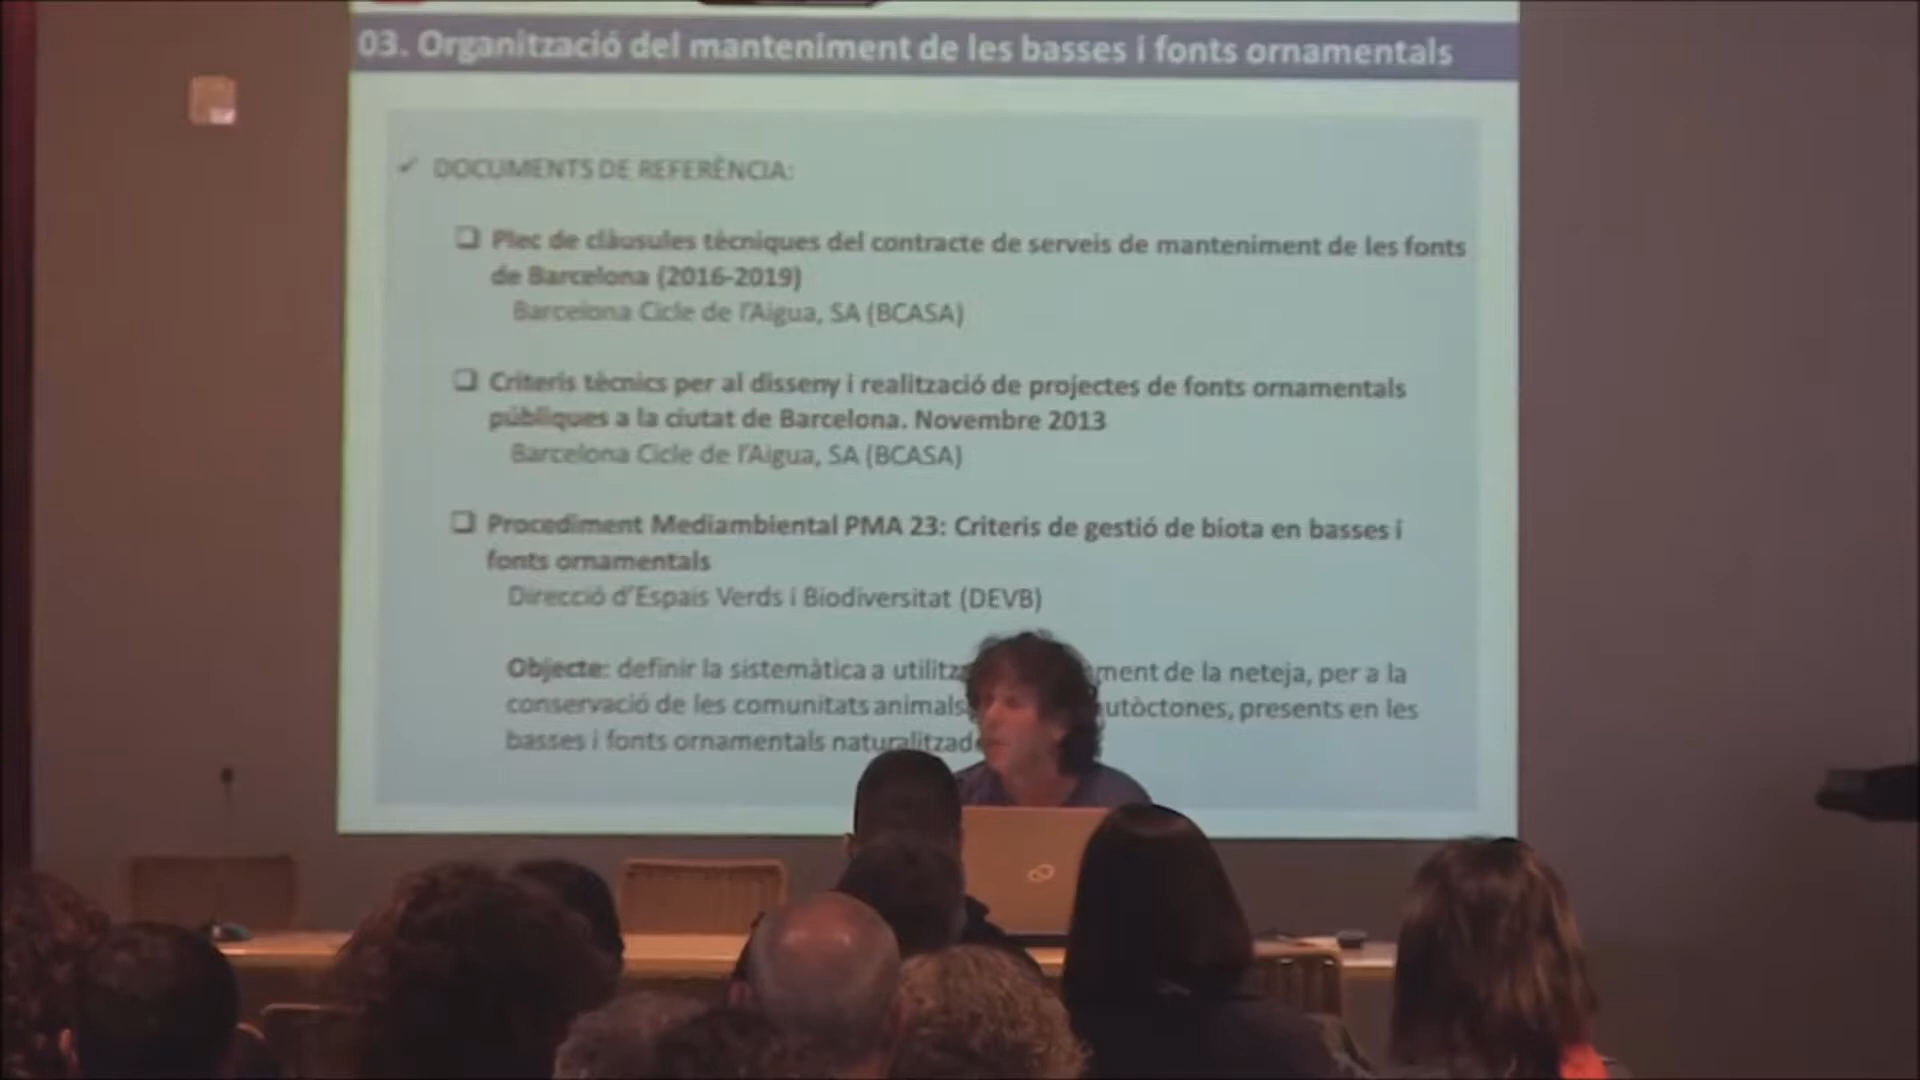 03. Organització del manteniment de les basses i fonts ornamentals
✓ DOCUMENTS DE REFERÈNCIA:
❑ Plec de clàusules tècniques del contracte de serveis de manteniment de les fonts
de Barcelona (2016-2019)
Barcelona Cicle de l'Aigua, SA (BCASA)
❑ Criteris tècnics per al disseny i realització de projectes de fonts ornamentals
públiques a la ciutat de Barcelona. Novembre 2013
Barcelona Cicle de l'Aigua, SA (BCASA)
❑ Procediment Mediambiental PMA 23: Criteris de gestió de biota en basses i
fonts ornamentals
Direcció d'Espais Verds i Biodiversitat (DEVB)
Objecte: definir la sistemàtica a utilitza ment de la neteja, per a la
conservació de les comunitats animals utòctones, presents en les
basses i fonts ornamentals naturalitzad